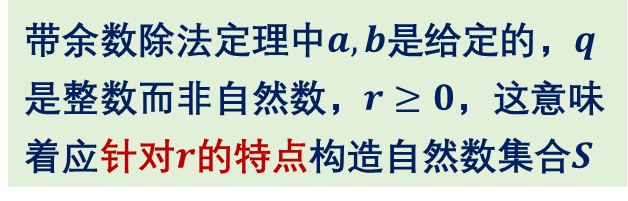 带余数除法定理中a, b是给定的，q
是整数而非自然数，r ≥ 0，这意味
着应针对r的特点构造自然数集合S